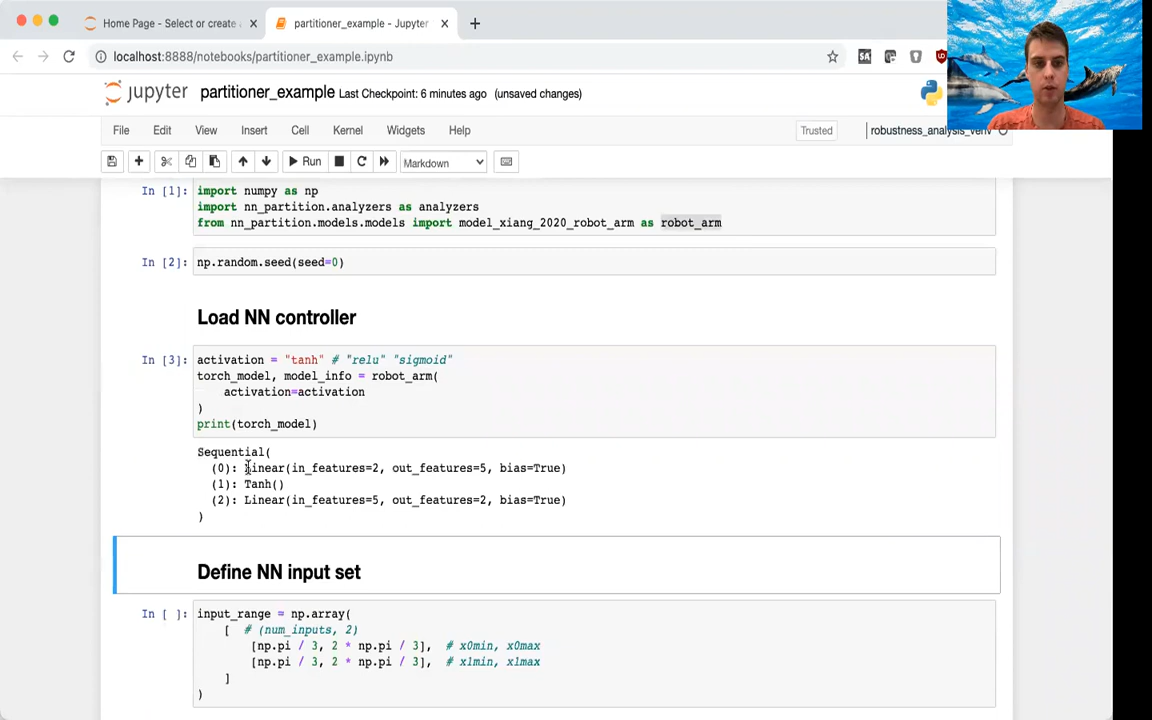 Home Page - Select or create
partitioner_example - Jupyter
localhost:8888/notebooks/partitioner_example.ipynb
jupyter partitioner_example Last Checkpoint: 6 minutes ago (unsaved changes)
File Edit View Insert Cell Kernel Widgets Help
Trusted
robustness_analysis_venv
Run
Markdown
In [1]: import numpy as np
import nn_partition.analyzers as analyzers
from nn_partition.models.models import model_xiang_2020_robot_arm as robot_arm
In [2]: np.random.seed(seed=0)
Load NN controller
In [3]: activation = "tanh" # "relu" "sigmoid"
torch_model, model_info = robot_arm(
activation=activation
)
print(torch_model)
Sequential(
(0): Linear(in_features=2, out_features=5, bias=True)
(1): Tanh()
(2): Linear(in_features=5, out_features=2, bias=True)
)
Define NN input set
In [ ]: input_range = np.array(
[ # (num_inputs, 2)
[np.pi / 3, 2 * np.pi / 3], # x0min, x0max
[np.pi / 3, 2 * np.pi / 3], # x1min, x1max
]
)